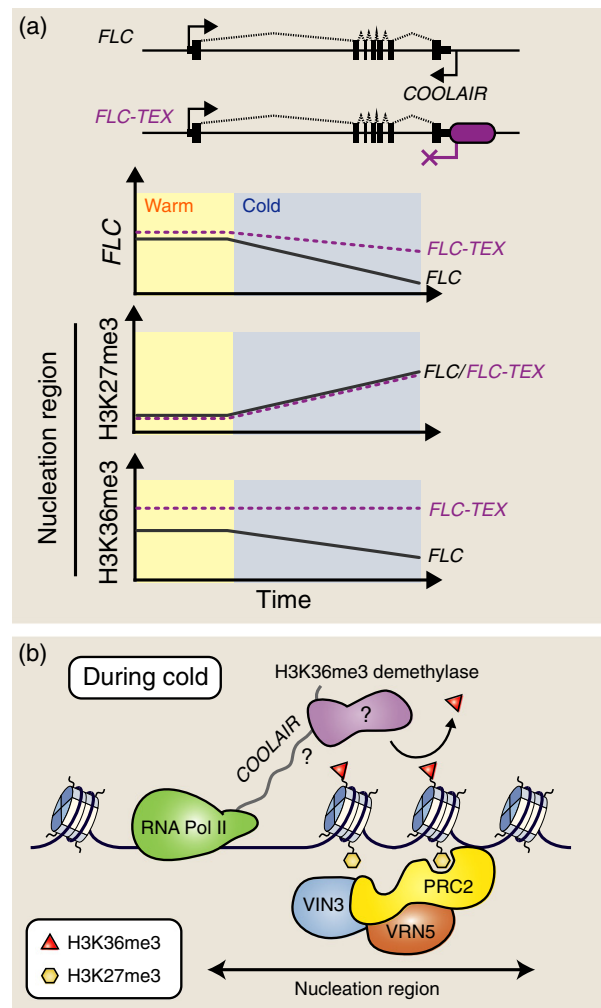 (a)
FLC
COOLAIR
FLC-TEX
Warm
Cold
FLC
FLC-TEX
FLC
Nucleation region
H3K27me3
FLC/FLC-TEX
H3K36me3
FLC-TEX
FLC
Time
(b)
During cold
H3K36me3 demethylase
?
COOLAIR
?
RNA Pol II
PRC2
VIN3
VRN5
H3K36me3
H3K27me3
Nucleation region